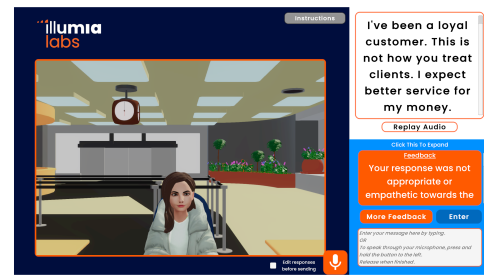 illumia
labs
Instructions
I've been a loyal
customer. This is
not how you treat
clients. I expect
better service for
my money.
Replay Audio
Click This To Expand
Feedback
Your response was not
appropriate or
empathetic towards the
More Feedback
Enter
Enter your message here by typing.
OR
To speak through your microphone, press and
hold the button to the left.
Release when finished.
Edit responses
before sending